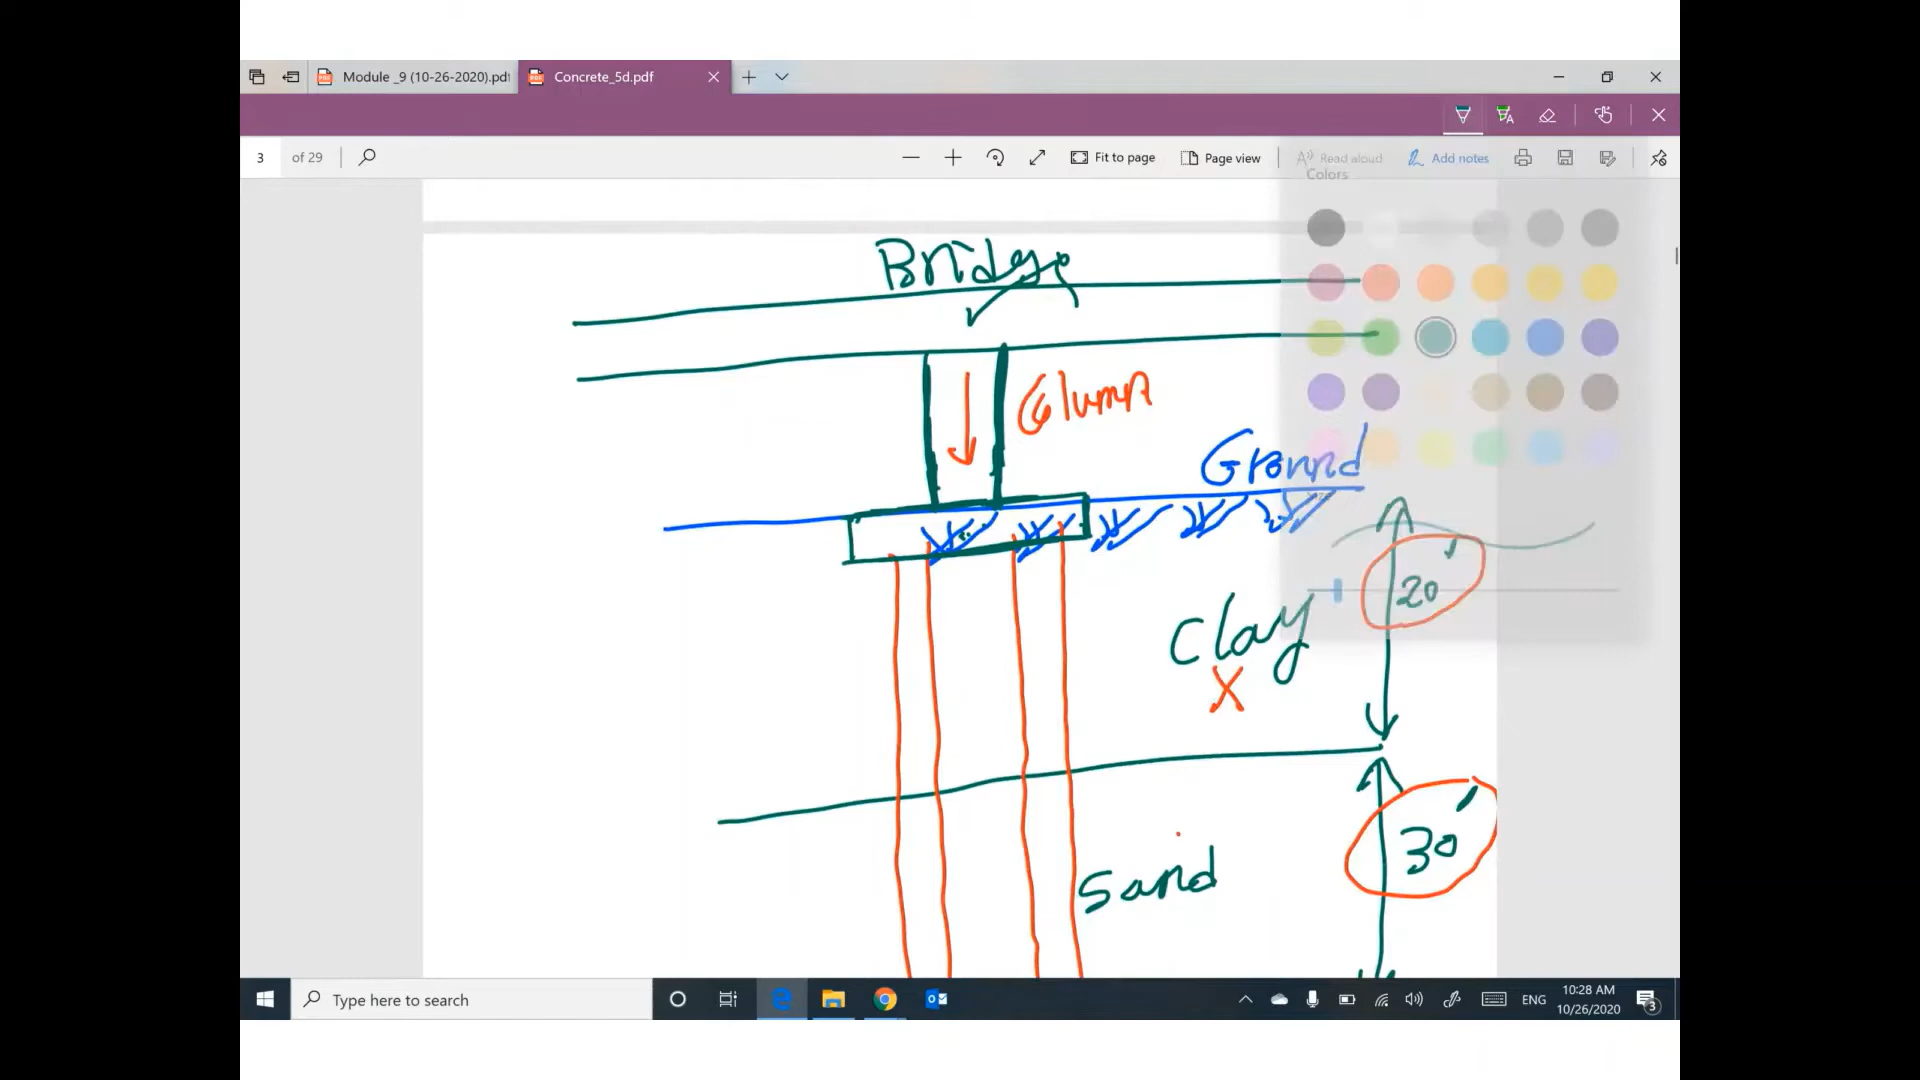 Module _9 (10-26-2020).pdf
Concrete_5d.pdf
3 of 29
Fit to page
Page view
Read aloud
Add notes
Colors
Bridge
Column
Ground
20'
Clay
X
30'
Sand
Type here to search
ENG
10:28 AM
10/26/2020
3